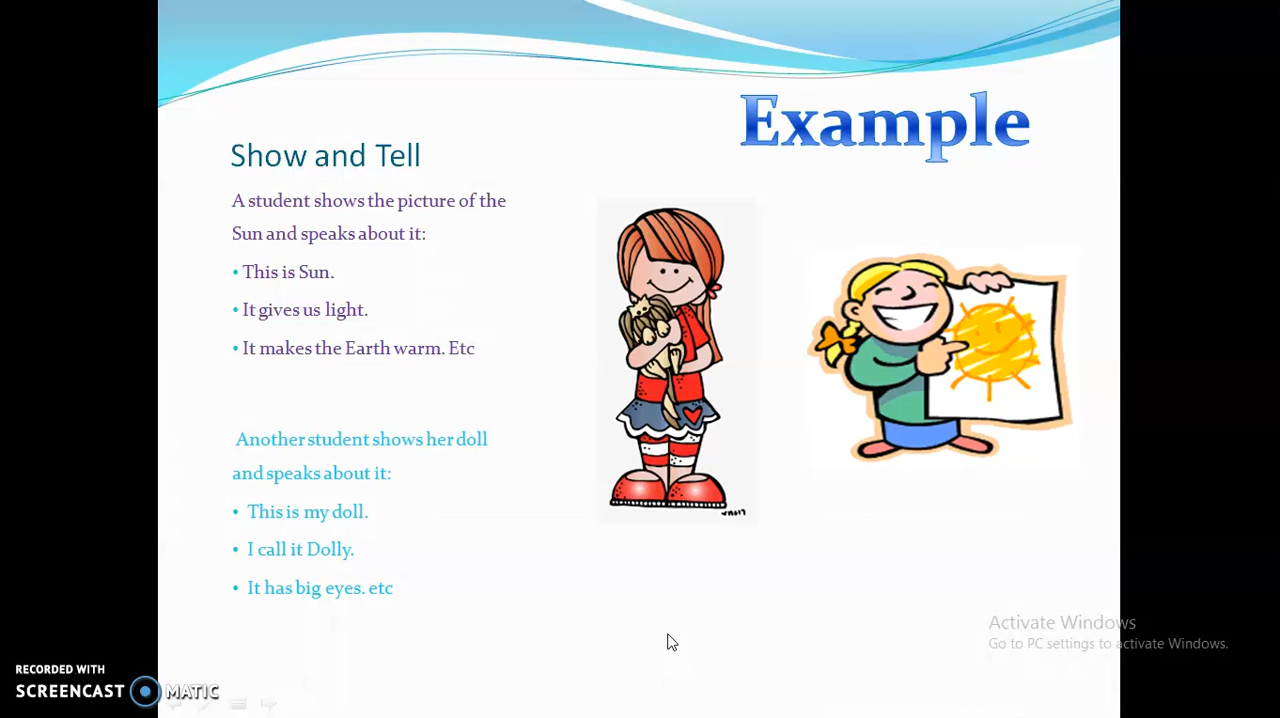 Example
Show and Tell
A student shows the picture of the
Sun and speaks about it:
• This is Sun.
• It gives us light.
• It makes the Earth warm. Etc
Another student shows her doll
and speaks about it:
• This is my doll.
• I call it Dolly.
• It has big eyes. etc
Activate Windows
Go to PC settings to activate Windows.
RECORDED WITH
SCREENCAST MATIC